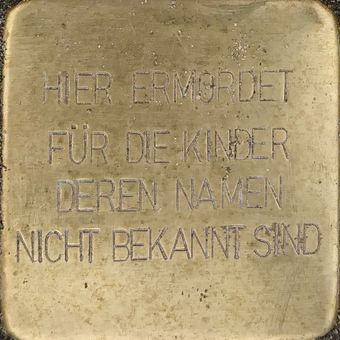 HIER ERMORDET
FÜR DIE KINDER
DEREN NAMEN
NICHT BEKANNT SIND